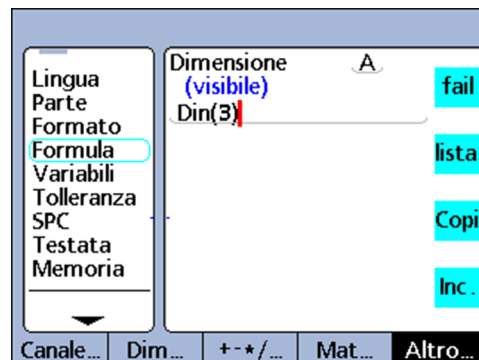 Lingua
Parte
Formato
Formula
Variabili
Tolleranza
SPC
Testata
Memoria
Dimensione A
(visibile)
Din(3)
fail
lista
Copi
Inc.
Canale... Dim... +-*/... Mat... Altro...